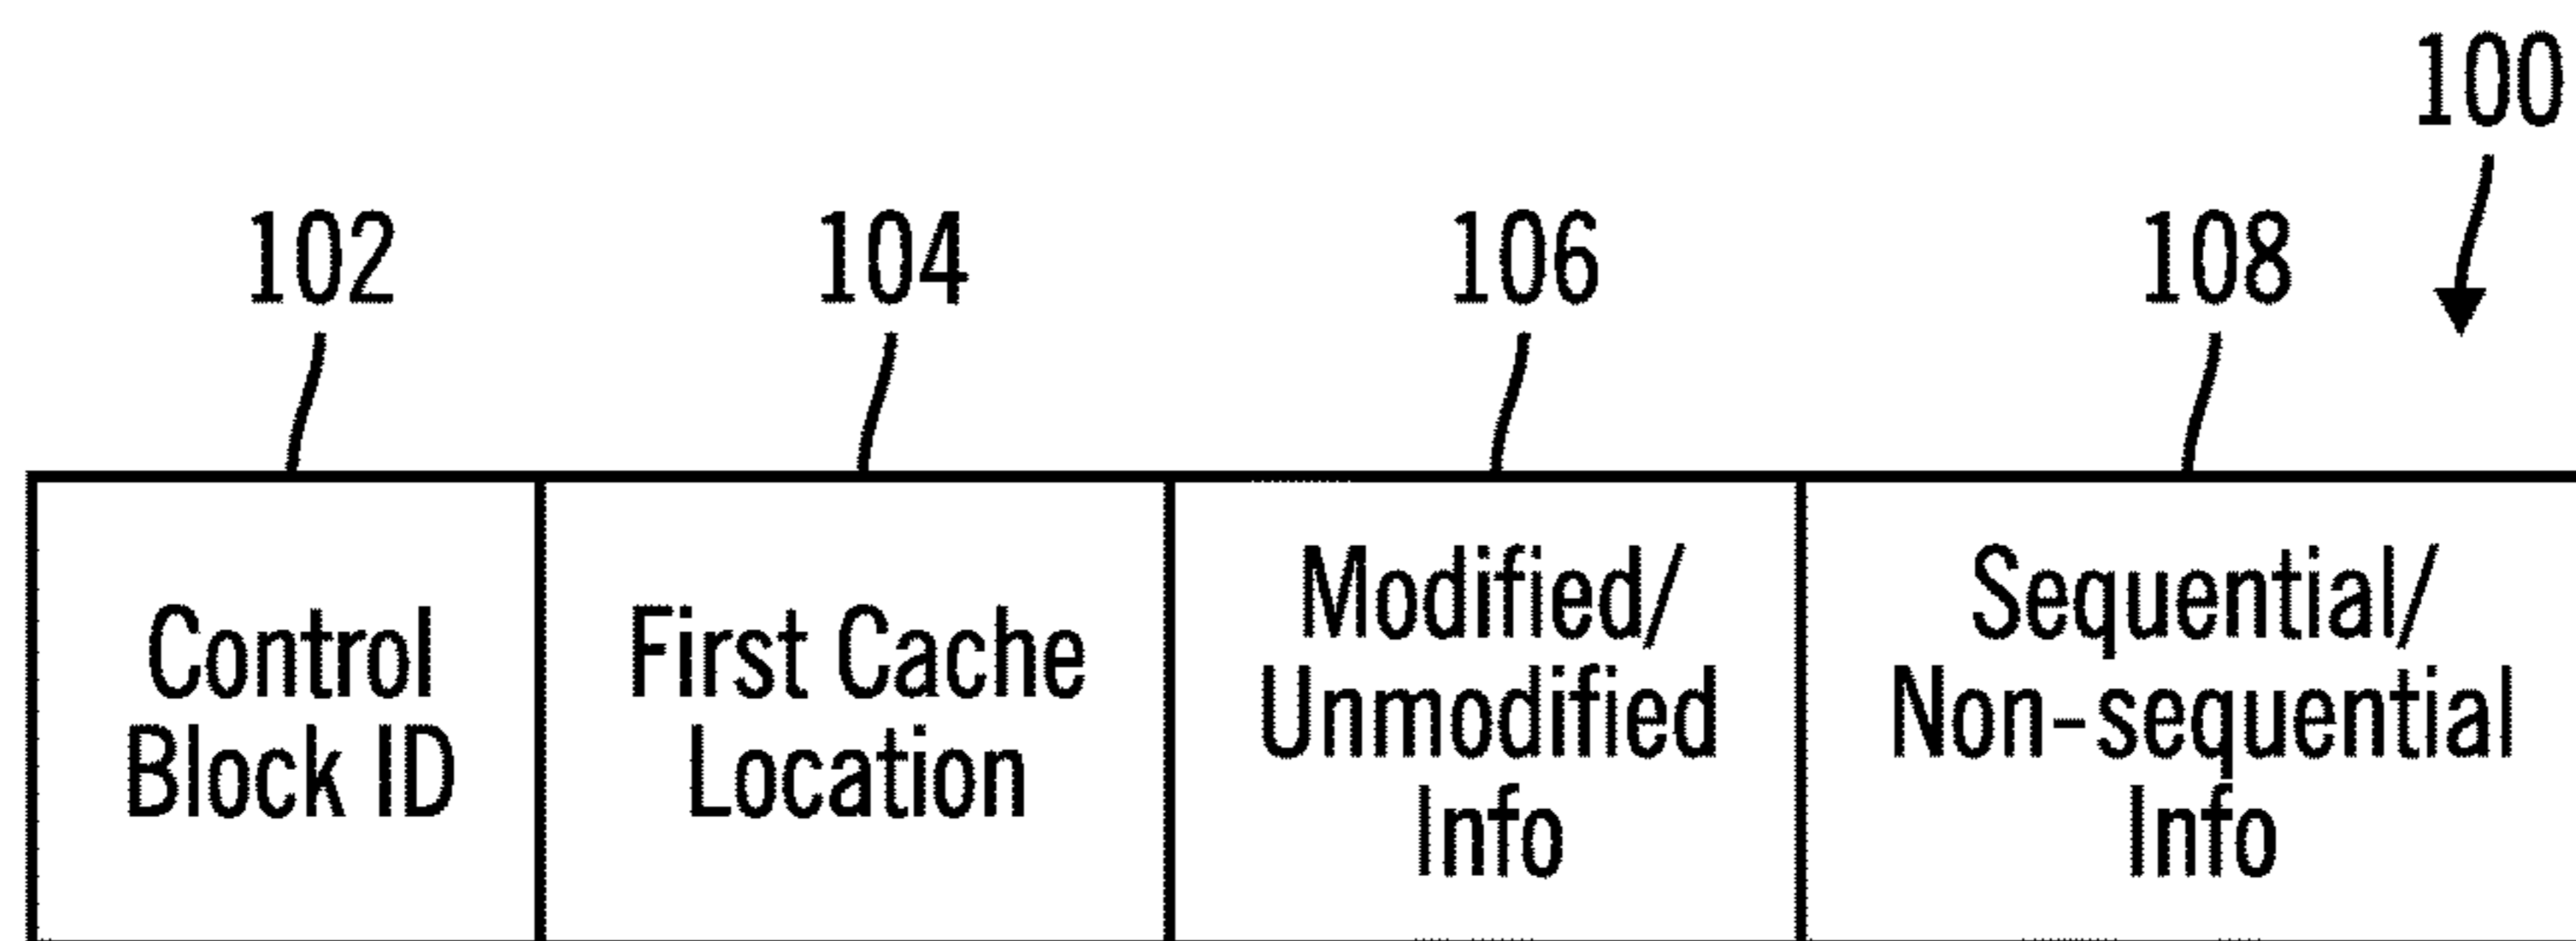 100
102
104
106
108
Control
Block ID
First Cache
Location
Modified/
Unmodified
Info
Sequential/
Non-sequential
Info